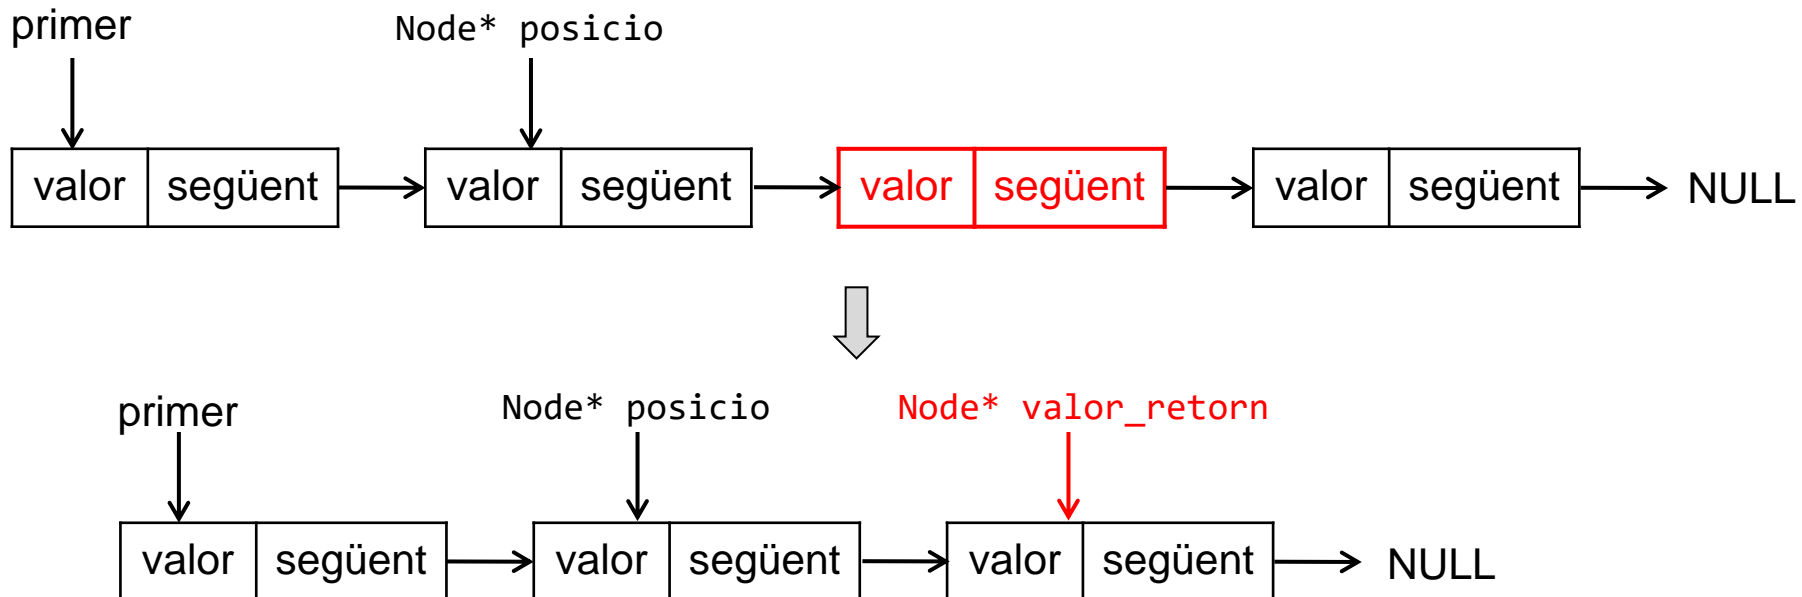 primer Node* posicio
valor següent valor següent valor següent valor següent NULL
primer Node* posicio Node* valor_retorn
valor següent valor següent valor següent NULL